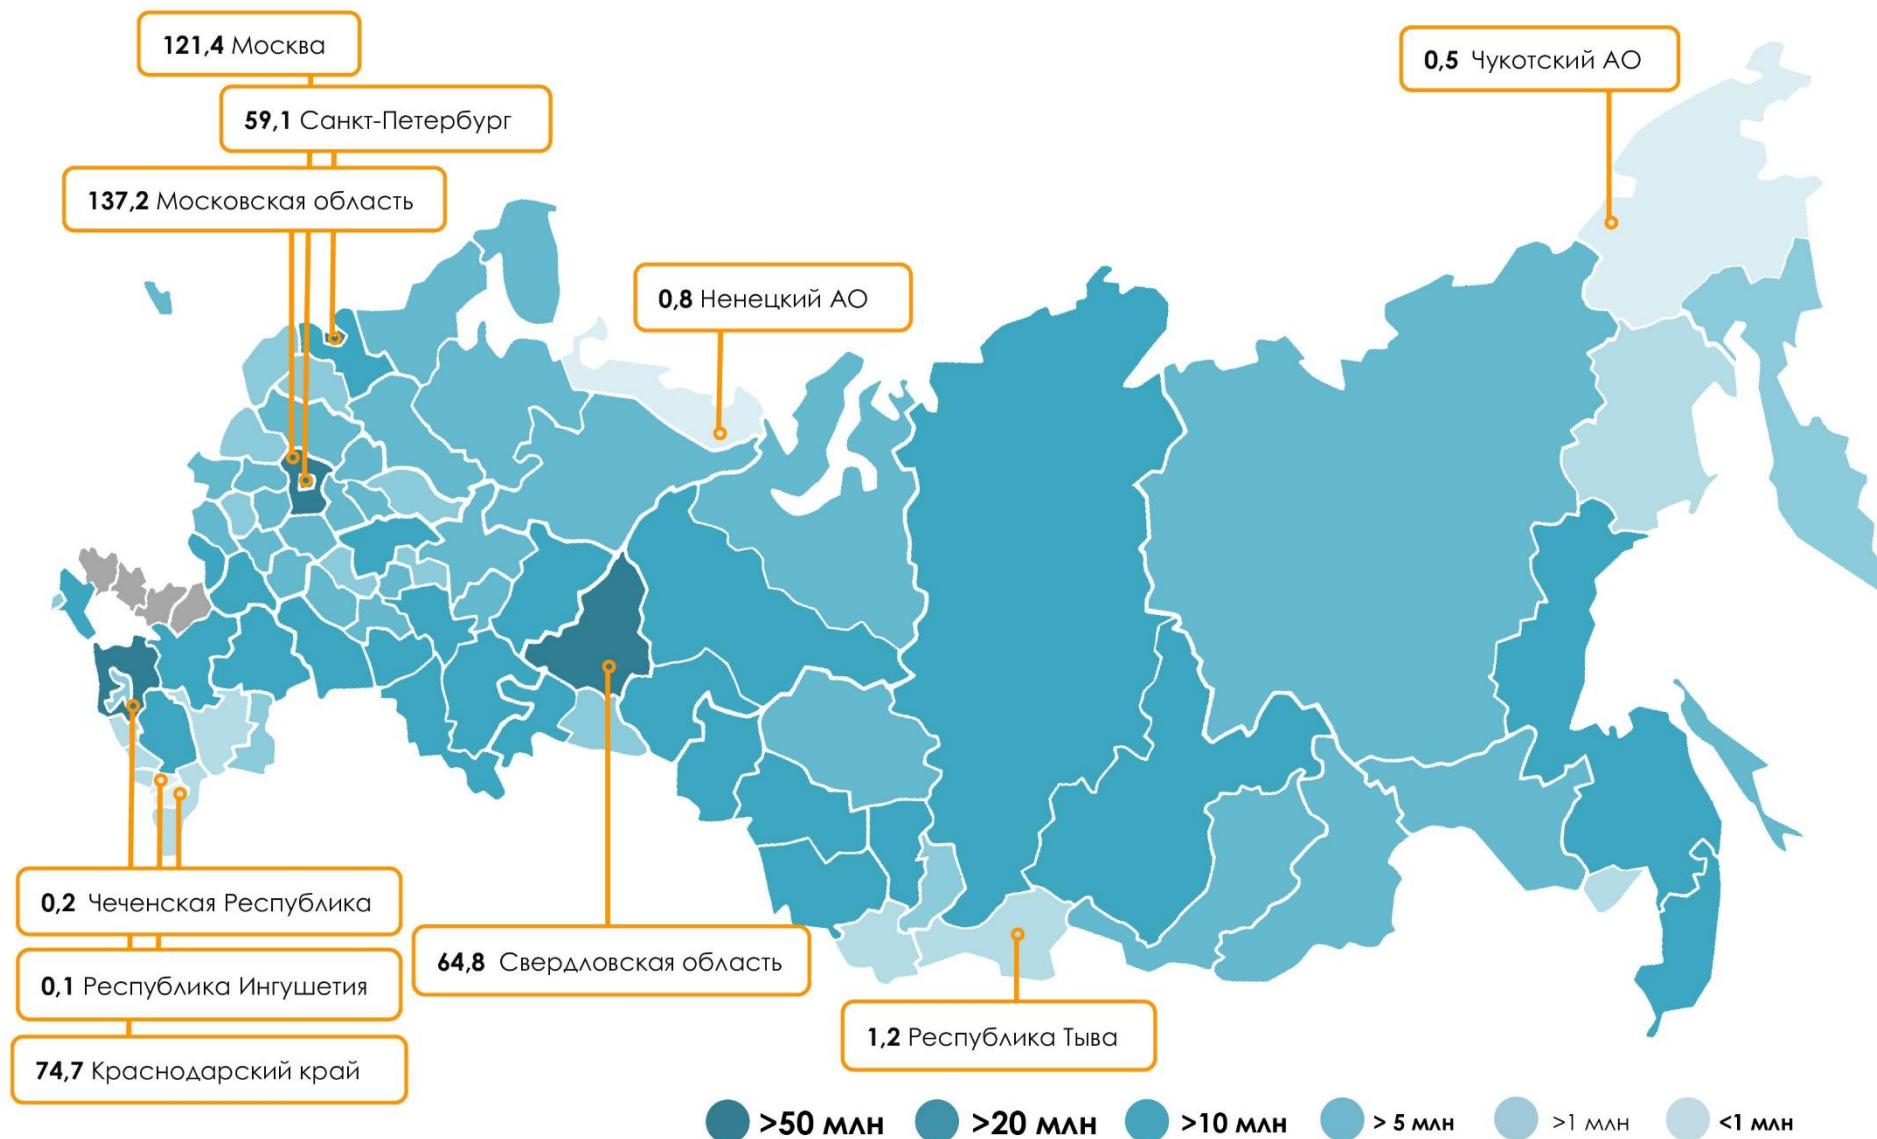 121,4 Москва
59,1 Санкт-Петербург
137,2 Московская область
0,5 Чукотский АО
0,8 Ненецкий АО
0,2 Чеченская Республика
0,1 Республика Ингушетия
74,7 Краснодарский край
64,8 Свердловская область
1,2 Республика Тыва
>50 млн >20 млн >10 млн > 5 млн >1 млн <1 млн